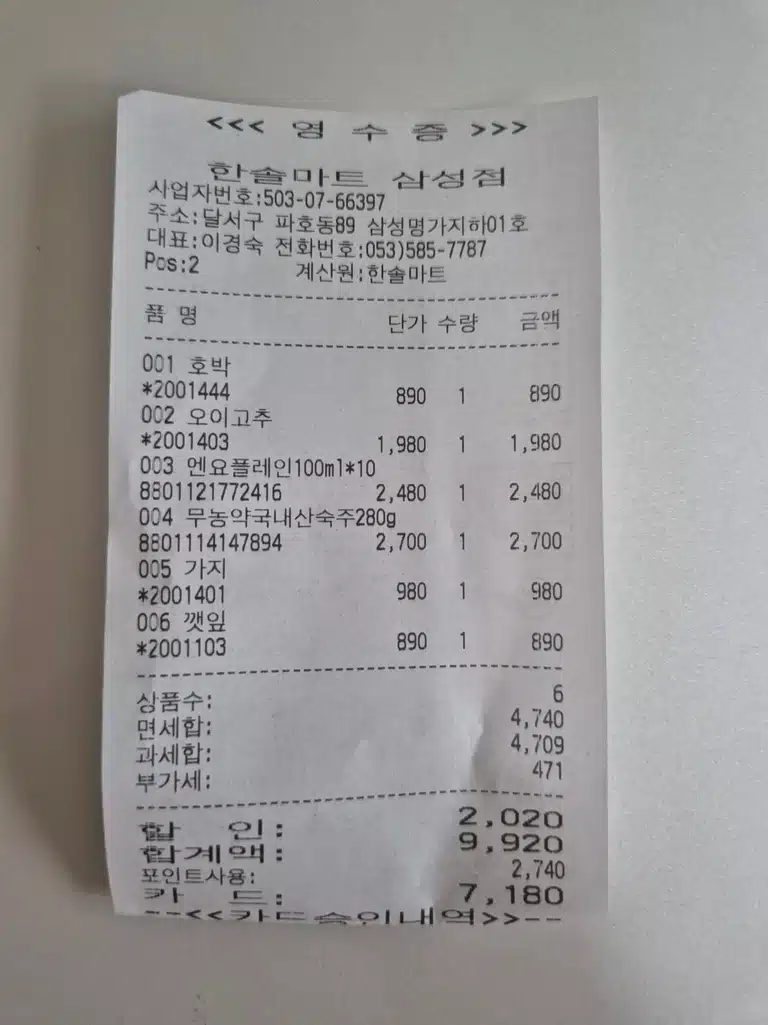 <<< 영 수 증 >>>
한솔마트 삼성점
사업자번호:503-07-66397
주소:달서구 파호동89 삼성명가지하01호
대표:이경숙 전화번호:053)585-7787
Pos:2 계산원:한솔마트
품 명 단가 수량 금액
001 호박
*2001444 890 1 890
002 오이고추
*2001403 1,980 1 1,980
003 엔요플레인100ml*10
8801121772416 2,480 1 2,480
004 무농약국내산숙주280g
8801114147894 2,700 1 2,700
005 가지
*2001401 980 1 980
006 깻잎
*2001103 890 1 890
상품수: 6
면세합: 4,740
과세합: 4,709
부가세: 471
할 인: 2,020
합계액: 9,920
포인트사용: 2,740
카 드: 7,180
--<<카드승인내역>>--